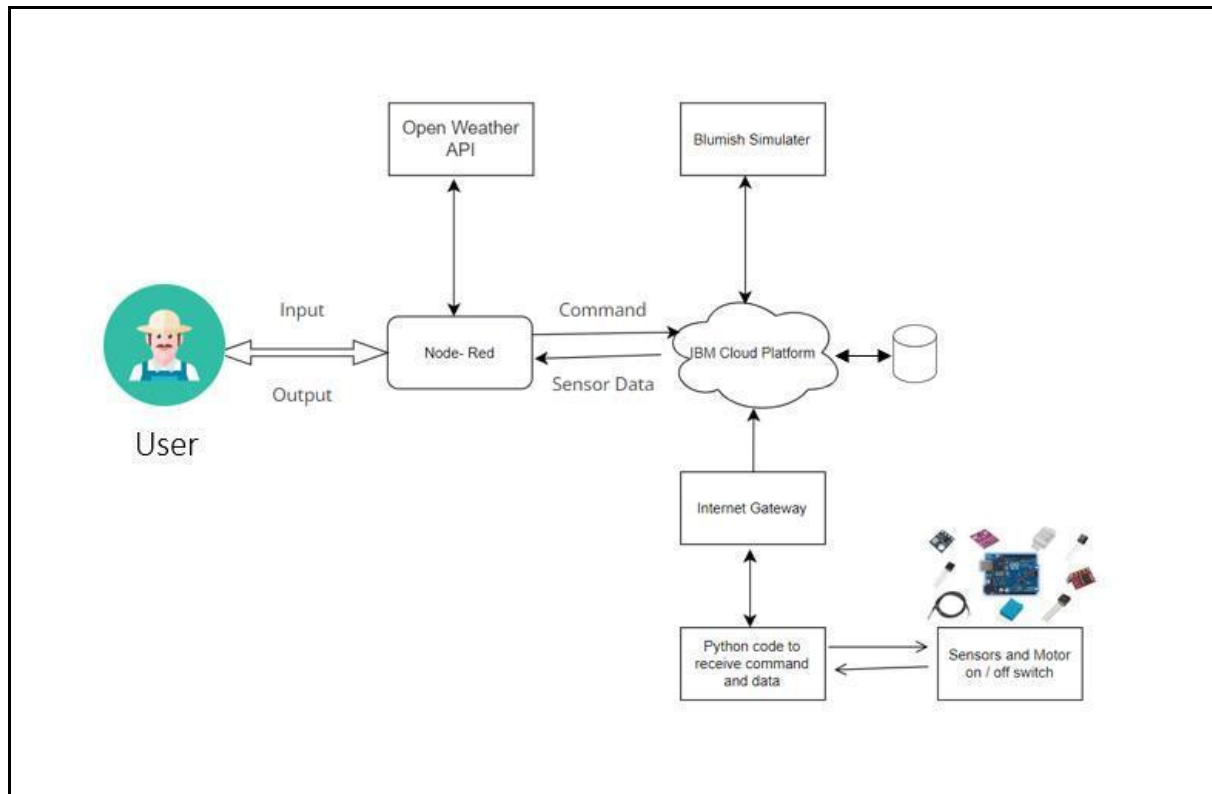 Open Weather
API
Blumish Simulater
Input
Command
Node- Red
IBM Cloud Platform
Output
Sensor Data
User
Internet Gateway
Python code to
receive command
and data
Sensors and Motor
on / off switch